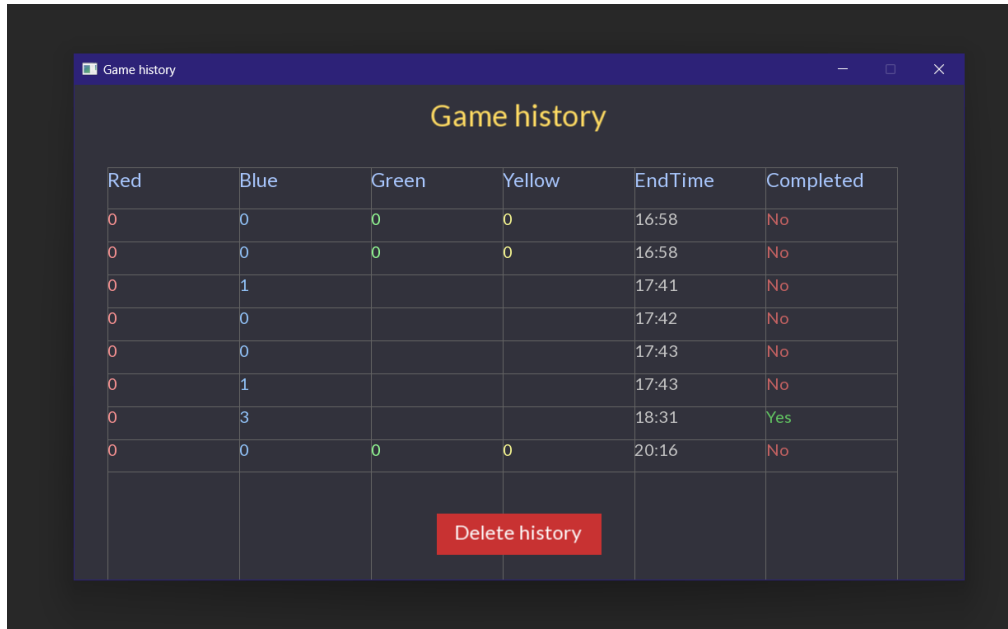 Game history
Game history
Red Blue Green Yellow EndTime Completed
0 0 0 0 16:58 No
0 0 0 0 16:58 No
0 1 17:41 No
0 0 17:42 No
0 0 17:43 No
0 1 17:43 No
0 3 18:31 Yes
0 0 0 0 20:16 No
Delete history